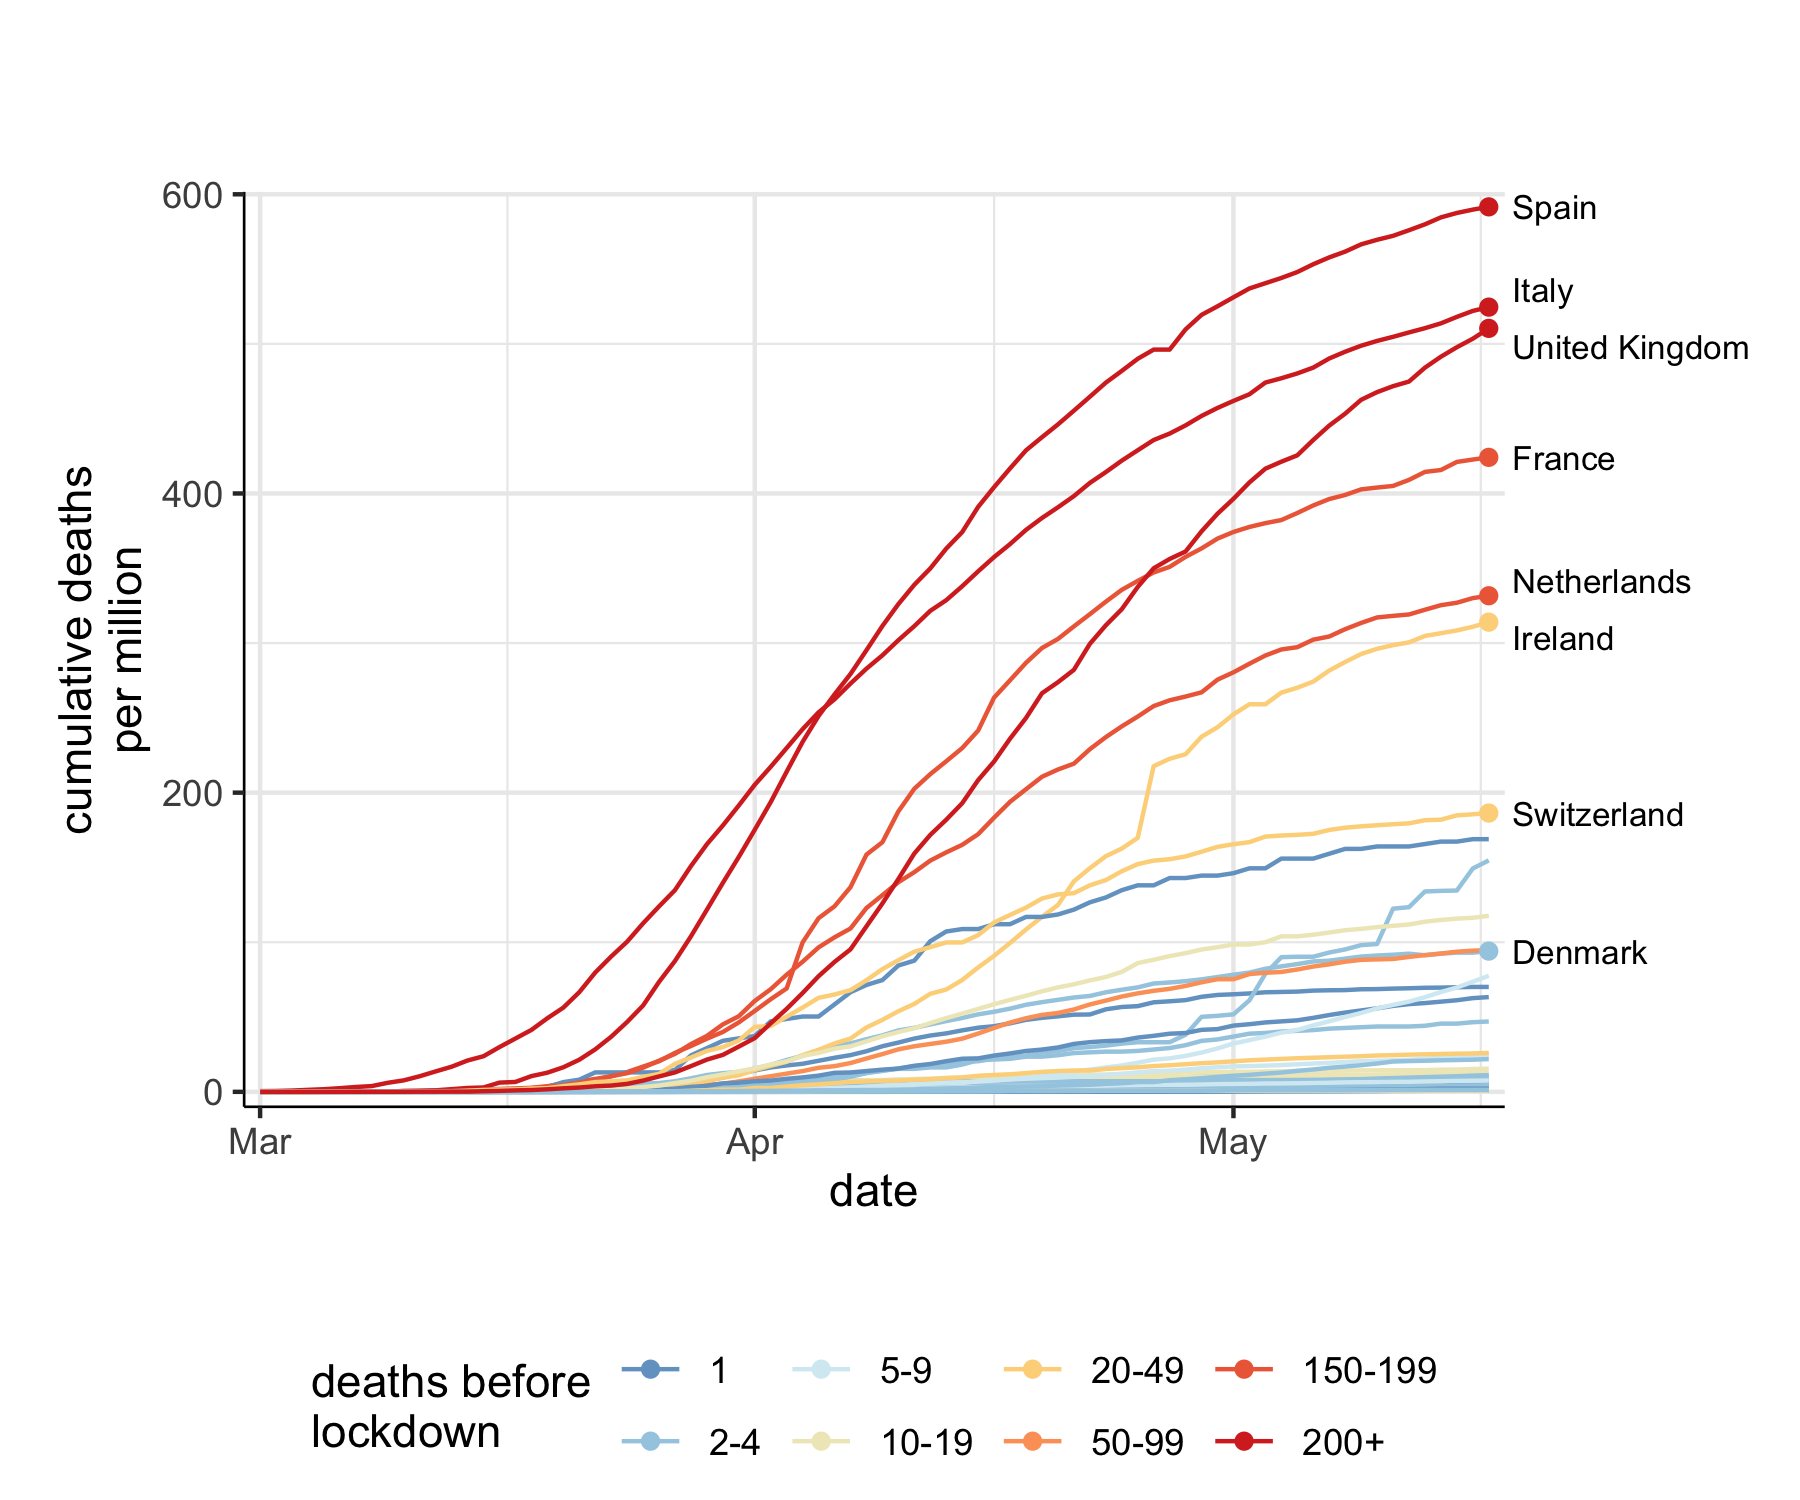 600
400
200
0
cumulative deaths
per million
Spain
Italy
United Kingdom
France
Netherlands
Ireland
Switzerland
Denmark
Mar
Apr
May
date
deaths before
lockdown
1
5-9
20-49
150-199
2-4
10-19
50-99
200+